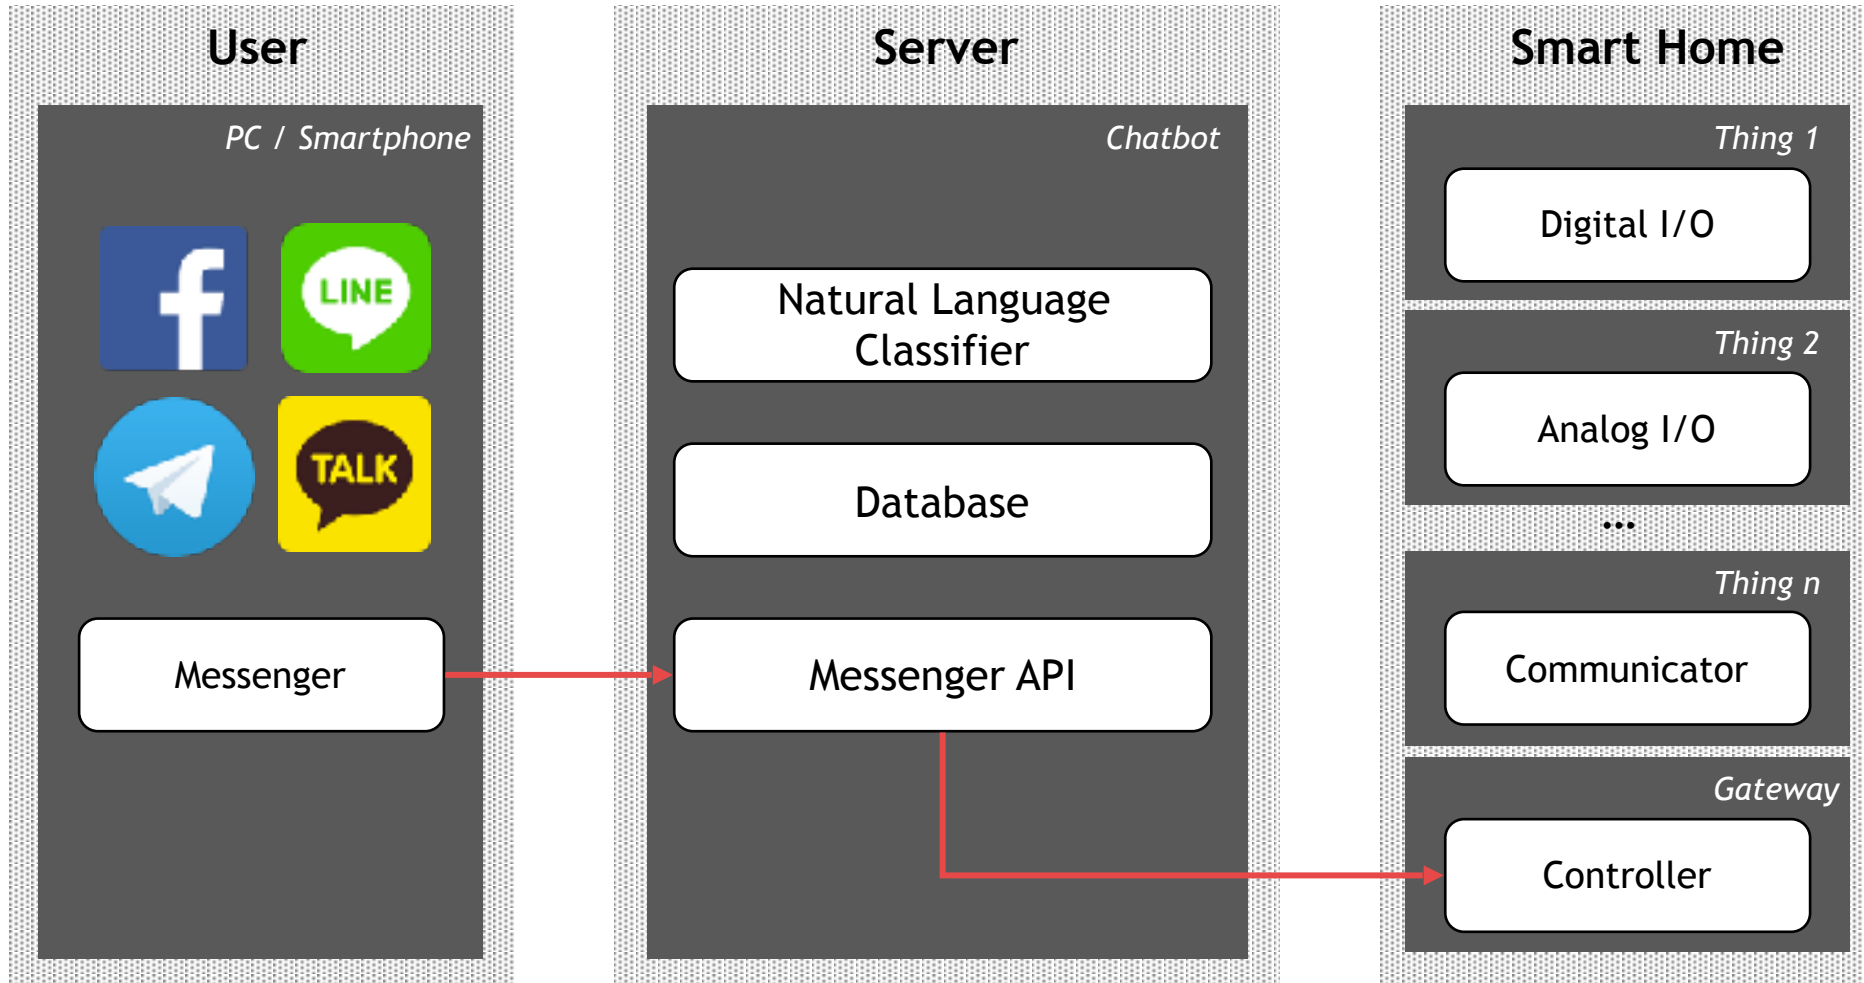 User
PC / Smartphone
f
LINE
TALK
Messenger
Server
Chatbot
Natural Language
Classifier
Database
Messenger API
Smart Home
Thing 1
Digital I/O
Thing 2
Analog I/O
...
Thing n
Communicator
Gateway
Controller